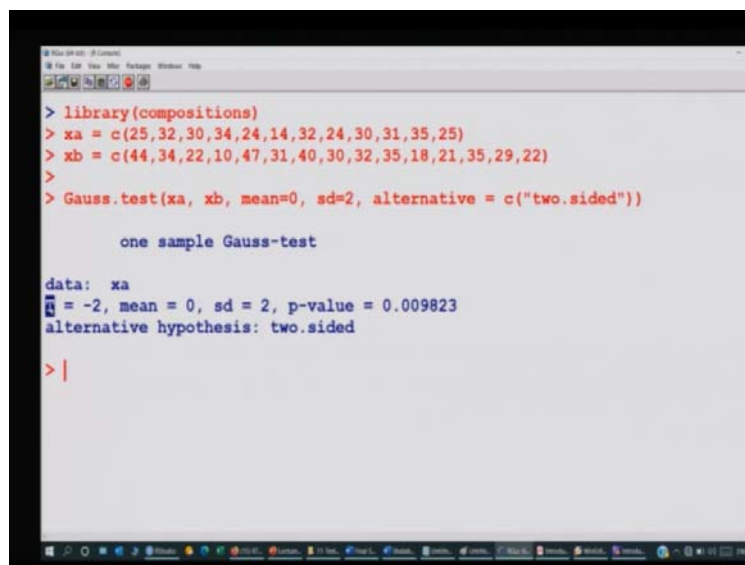 > library(compositions)
> xa = c(25,32,30,34,24,14,32,24,30,31,35,25)
> xb = c(44,34,22,10,47,31,40,30,32,35,18,21,35,29,22)
>
> Gauss.test(xa, xb, mean=0, sd=2, alternative = c("two.sided"))
one sample Gauss-test
data: xa
= -2, mean = 0, sd = 2, p-value = 0.009823
alternative hypothesis: two.sided
>